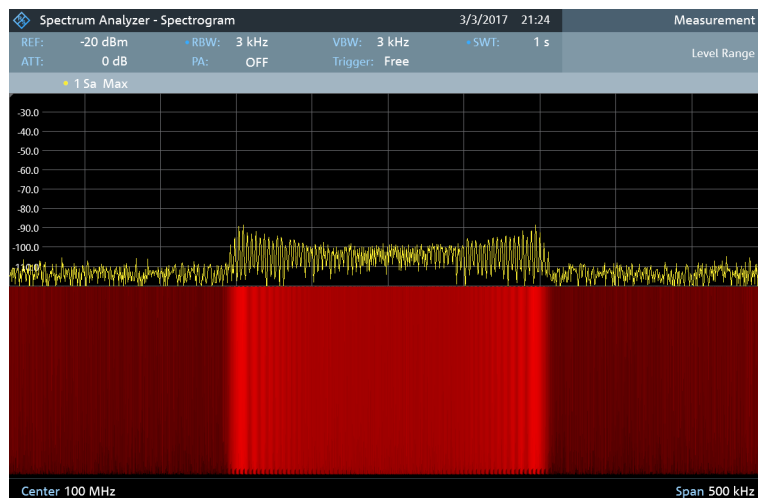 Spectrum Analyzer - Spectrogram 3/3/2017 21:24 Measurement
REF: -20 dBm RBW: 3 kHz VBW: 3 kHz SWT: 1 s
Level Range
ATT: 0 dB PA: OFF Trigger: Free
1 Sa Max
-30.0
-40.0
-50.0
-60.0
-70.0
-80.0
-90.0
-100.0
Center 100 MHz Span 500 kHz